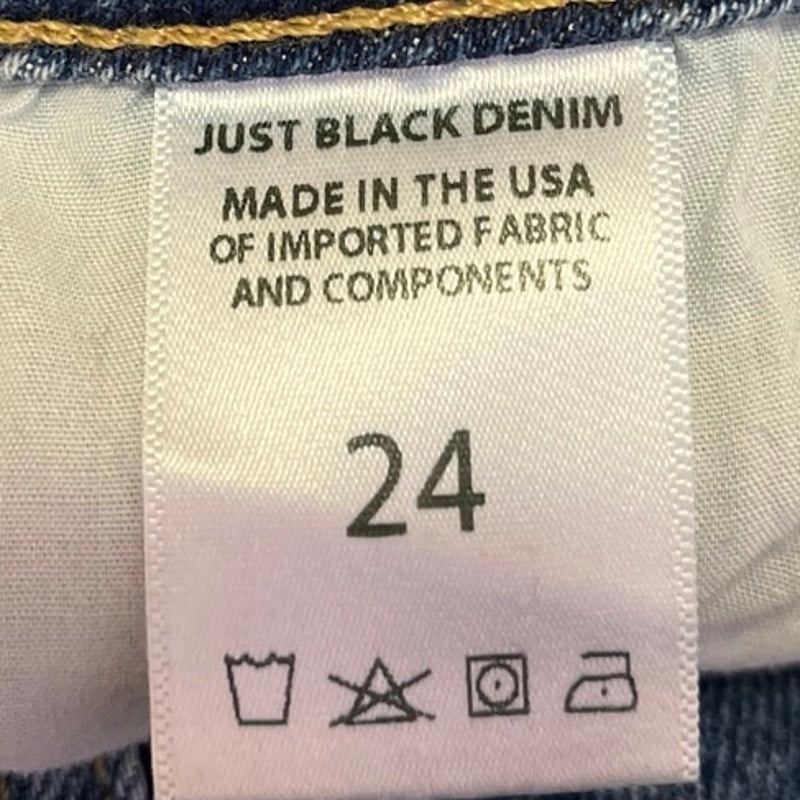 JUST BLACK DENIM
MADE IN THE USA
OF IMPORTED FABRIC
AND COMPONENTS
24